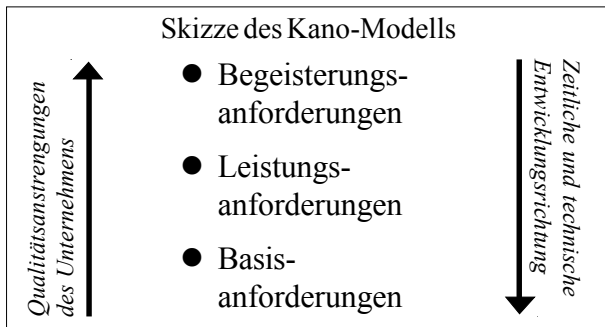 Skizze des Kano-Modells
Qualitätsanstrengungen
des Unternehmens
● Begeisterungs-
anforderungen
● Leistungs-
anforderungen
● Basis-
anforderungen
Zeitliche und technische
Entwicklungsrichtung